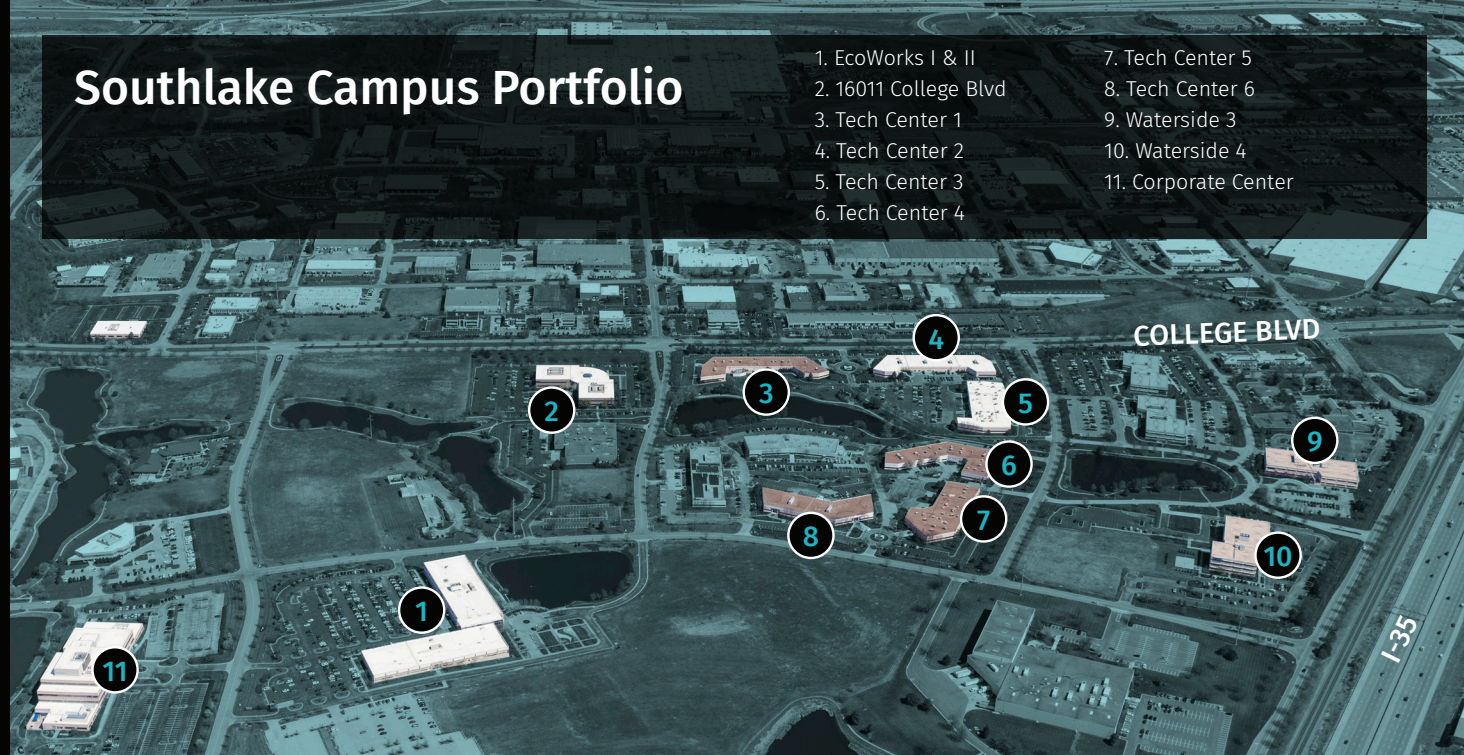 Southlake Campus Portfolio
1. EcoWorks I & II
2. 16011 College Blvd
3. Tech Center 1
4. Tech Center 2
5. Tech Center 3
6. Tech Center 4
7. Tech Center 5
8. Tech Center 6
9. Waterside 3
10. Waterside 4
11. Corporate Center
COLLEGE BLVD
4
3
2
5
9
6
7
8
10
1
I-35
11